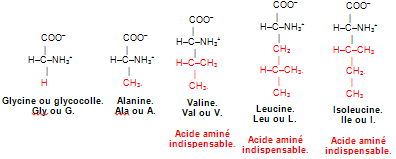 COO⁻
H–C–NH₃⁺
H
Glycine ou glycocolle.
Gly ou G.
COO⁻
H–C–NH₃⁺
CH₃.
Alanine.
Ala ou A.
COO⁻
H–C–NH₃⁺
H–C–CH₃
CH₃.
Valine.
Val ou V.
Acide aminé
indispensable.
COO⁻
H–C–NH₃⁺
CH₂
H–C–CH₃.
CH₃.
Leucine.
Leu ou L.
Acide aminé
indispensable.
COO⁻
H–C–NH₃⁺
H–C–CH₃
CH₂.
CH₃.
Isoleucine.
Ile ou I.
Acide aminé
indispensable.